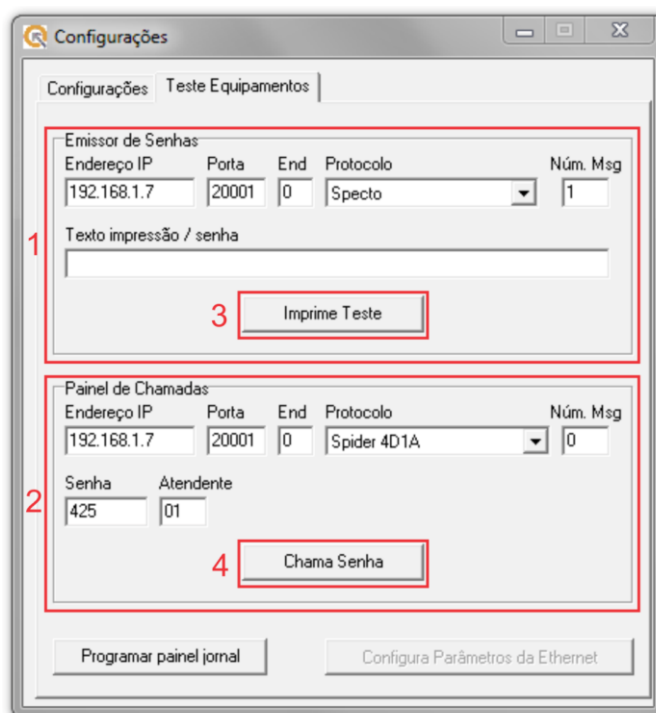 Configurações
Configurações Teste Equipamentos
Emissor de Senhas
Endereço IP Porta End Protocolo Núm. Msg
192.168.1.7 20001 0 Specto 1
1
Texto impressão / senha
3 Imprime Teste
Painel de Chamadas
Endereço IP Porta End Protocolo Núm. Msg
192.168.1.7 20001 0 Spider 4D1A 0
Senha Atendente
2 425 01
4 Chama Senha
Programar painel jornal Configura Parâmetros da Ethernet